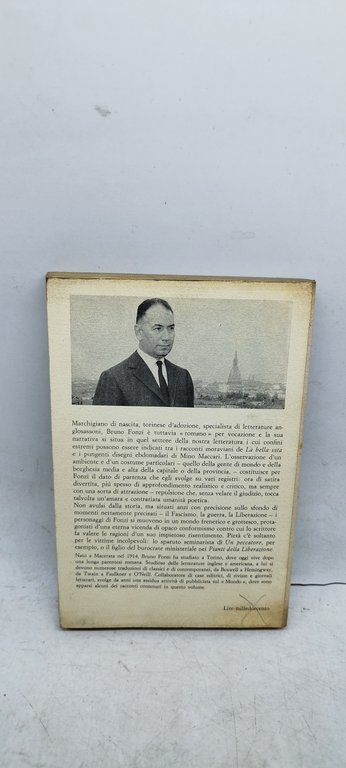 Marchigiano di nascita, torinese d'adozione, specialista di letterature an-
glosassoni, Bruno Fonzi è tuttavia « romano » per vocazione e la sua
narrativa si situa in quel settore della nostra letteratura i cui confini
estremi possono essere indicati tra i racconti moraviani de La bella vita
e i pungenti disegni ebdomadari di Mino Maccari. L'osservazione d'un
ambiente e d'un costume particolari – quello della gente di mondo e della
borghesia media e alta della capitale o della provincia, – costituisce per
Fonzi il dato di partenza che egli svolge su vari registri: ora di satira
divertita, più spesso di approfondimento realistico e critico, ma sempre
con una sorta di attrazione – repulsione che, senza velare il giudizio, tocca
talvolta un'amara e contrariata umanità poetica.
Non avulsi dalla storia, ma situati anzi con precisione sullo sfondo di
momenti nettamente precisati – il Fascismo, la guerra, la Liberazione – i
personaggi di Fonzi si muovono in un mondo frenetico e grottesco, prota-
gonisti d'una eterna vicenda di opaco conformismo contro cui lo scrittore
fa valere le ragioni d'un suo impietoso risentimento. Pietà c'è soltanto
per le vittime incolpevoli: lo sparuto seminarista di Un peccatore, per
esempio, o il figlio del burocrate ministeriale nei Pianti della Liberazione.
Nato a Macerata nel 1914, Bruno Fonzi ha studiato a Torino, dove oggi vive dopo
una lunga parentesi romana. Studioso delle letterature inglese e americana, a lui si
devono numerose traduzioni di classici e di contemporanei, da Boswell a Hemingway,
da Twain a Faulkner e O'Neill. Collaboratore di case editrici, di riviste e giornali
letterari, svolge da anni una assidua attività di pubblicista sul « Mondo », dove sono
apparsi alcuni dei racconti contenuti in questo volume.
Lire milleduecento